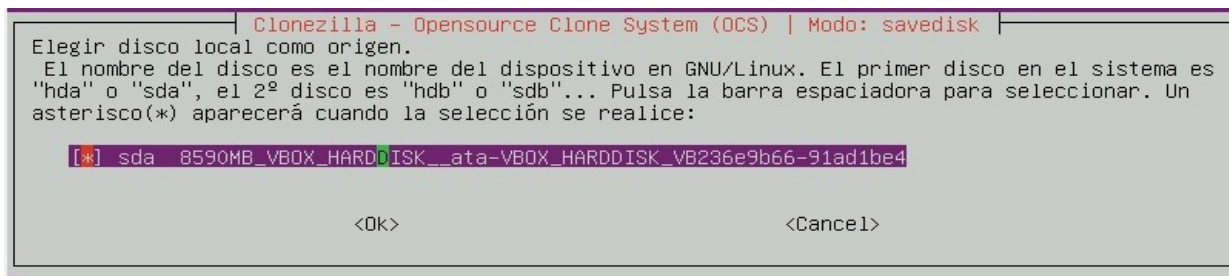 Clonezilla - Opensource Clone System (OCS) | Modo: savedisk
Elegir disco local como origen.
El nombre del disco es el nombre del dispositivo en GNU/Linux. El primer disco en el sistema es
"hda" o "sda", el 2º disco es "hdb" o "sdb"... Pulsa la barra espaciadora para seleccionar. Un
asterisco(*) aparecerá cuando la selección se realice:
[*] sda 8590MB_VBOX_HARDDISK__ata-VBOX_HARDDISK_VB236e9b66-91ad1be4
<Ok> <Cancel>